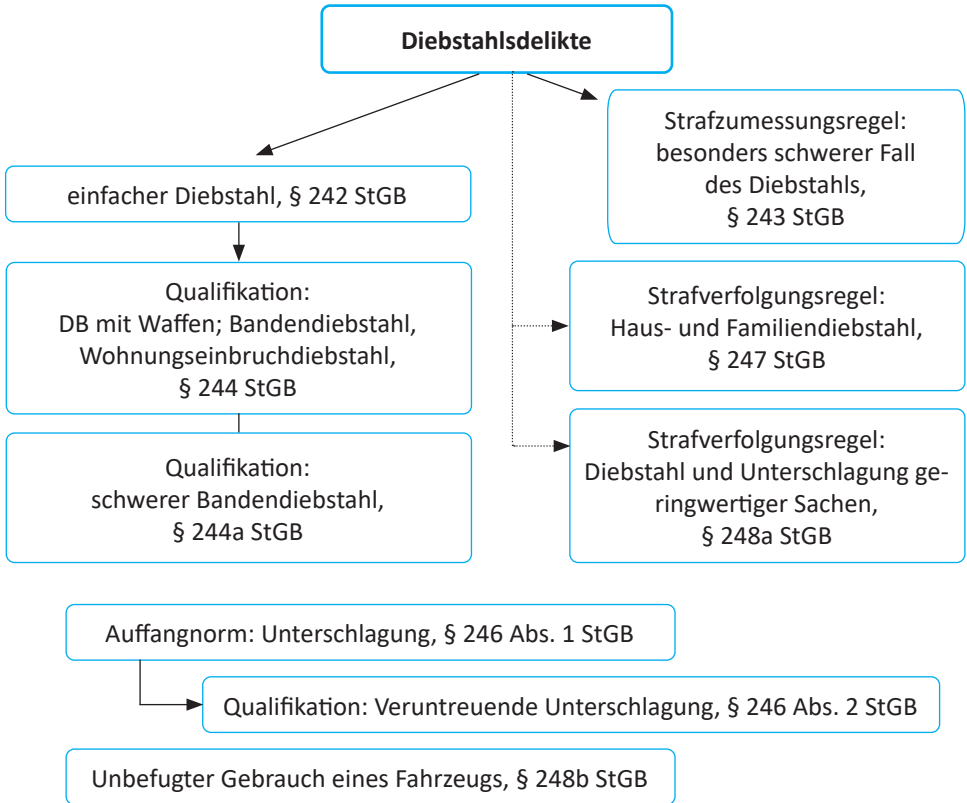 Diebstahlsdelikte
Strafzumessungsregel:
besonders schwerer Fall
des Diebstahls,
§ 243 StGB
einfacher Diebstahl, § 242 StGB
Qualifikation:
DB mit Waffen; Bandendiebstahl,
Wohnungseinbruchdiebstahl,
§ 244 StGB
Strafverfolgungsregel:
Haus- und Familiendiebstahl,
§ 247 StGB
Qualifikation:
schwerer Bandendiebstahl,
§ 244a StGB
Strafverfolgungsregel:
Diebstahl und Unterschlagung ge-
ringwertiger Sachen,
§ 248a StGB
Auffangnorm: Unterschlagung, § 246 Abs. 1 StGB
Qualifikation: Veruntreuende Unterschlagung, § 246 Abs. 2 StGB
Unbefugter Gebrauch eines Fahrzeugs, § 248b StGB